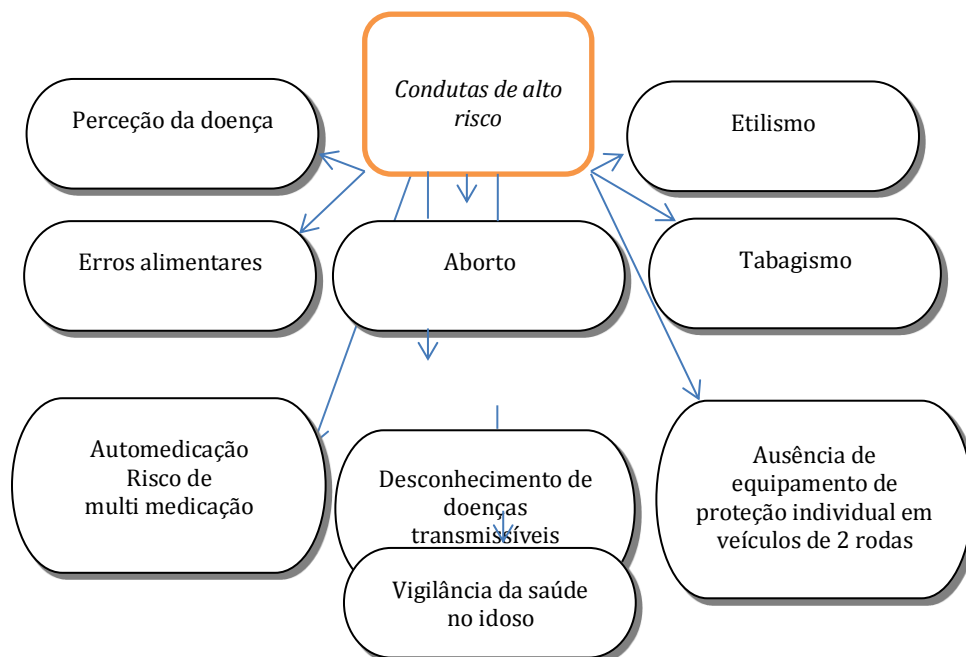 Condutas de alto
risco
Perceção da doença
Etilismo
Erros alimentares
Aborto
Tabagismo
Automedicação
Risco de
multi medicação
Desconhecimento de
doenças
transmissíveis
Ausência de
equipamento de
proteção individual em
veículos de 2 rodas
Vigilância da saúde
no idoso